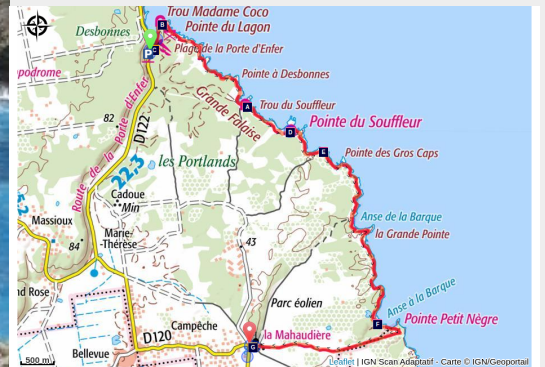 Trou Madame Coco
Pointe du Lagon
Desbonnes
B
P
C
Plage de la Porte d'Enfer
Pointe à Desbonnes
A
Trou du Souffleur
Grande Falaise
D
Pointe du Souffleur
E
Pointe des Gros Caps
82
D122
Route de la Porte d'Enfer
22,3
les Portlands
Cadoue
Min
Massioux
Marie-
-Thérèse
84
43
Anse de la Barque
la Grande Pointe
nd Rose
Parc éolien
Anse à la Barque
F
Pointe Petit Nègre
Campêche
D120
la Mahaudière
G
Bellevue
500 m
Leaflet | IGN Scan Adaptatif - Carte © IGN/Geoportail